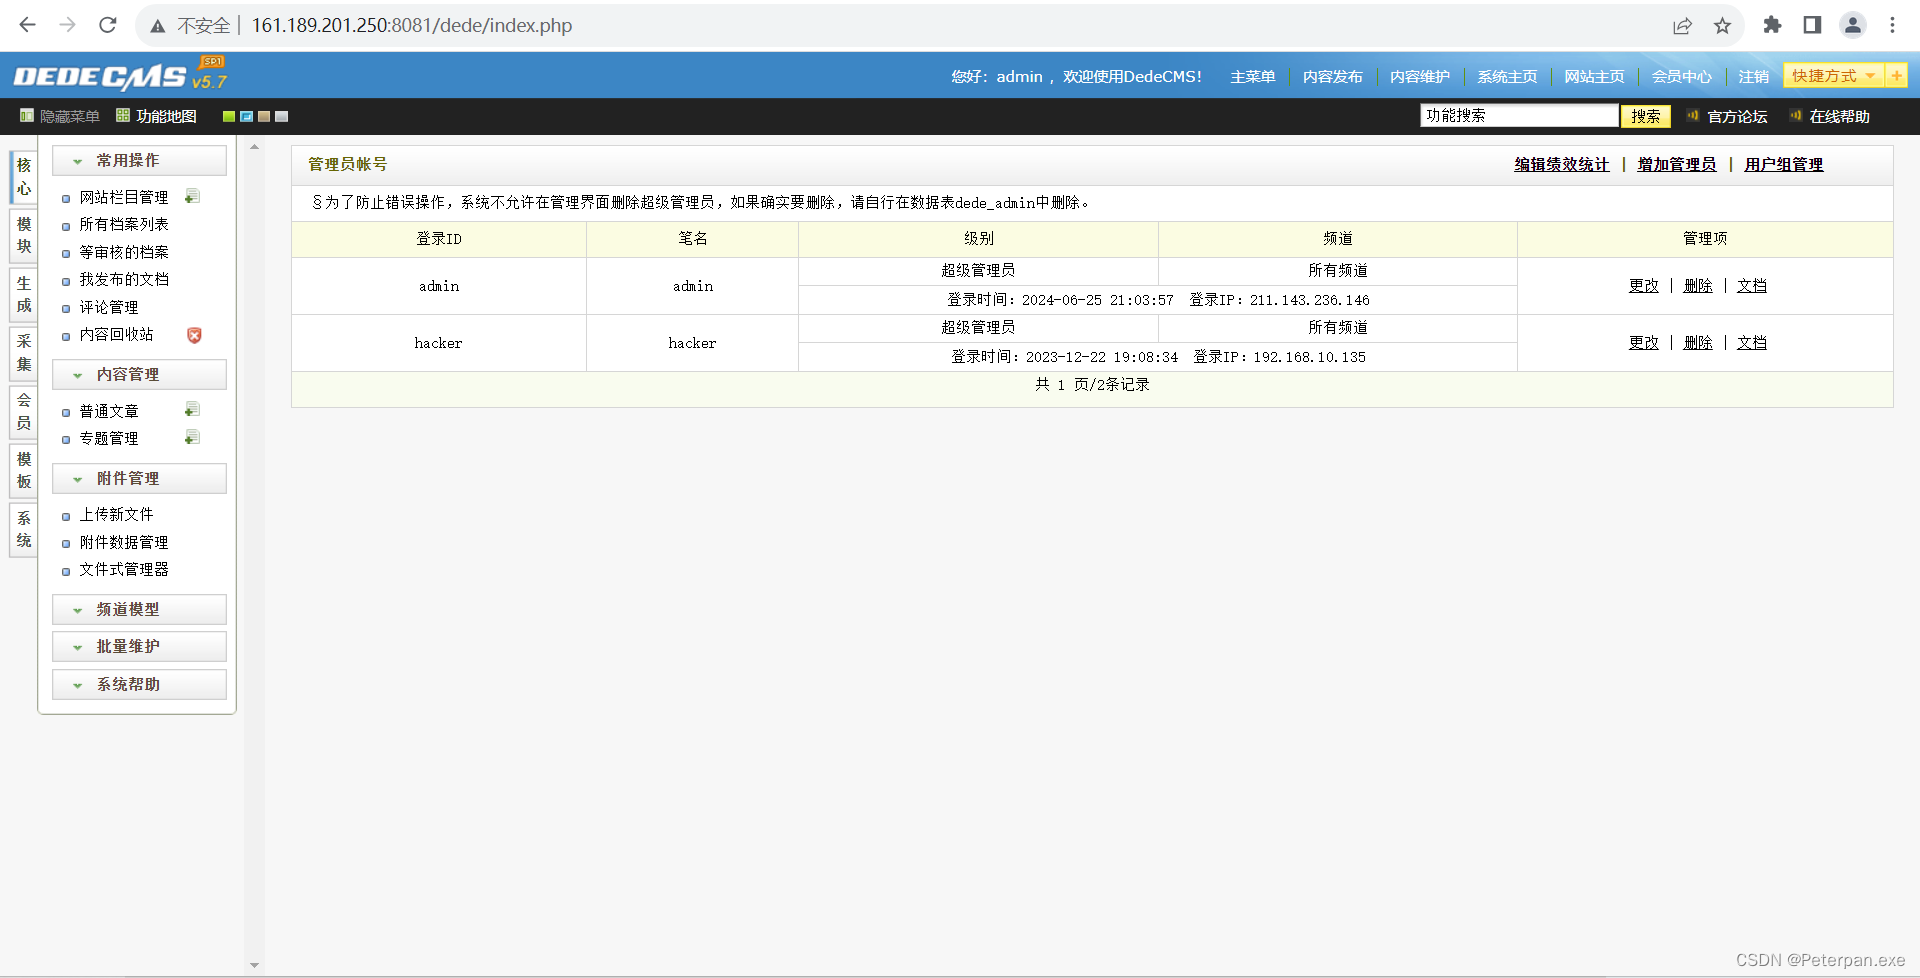 不安全 161.189.201.250:8081/dede/index.php
DEDECMS v5.7 SP1
您好：admin ，欢迎使用DedeCMS！ 主菜单 内容发布 内容维护 系统主页 网站主页 会员中心 注销 快捷方式 +
隐藏菜单 功能地图 功能搜索 搜索 官方论坛 在线帮助
核心
模块
生成
采集
会员
模板
系统
常用操作
网站栏目管理
所有档案列表
等审核的档案
我发布的文档
评论管理
内容回收站
内容管理
普通文章
专题管理
附件管理
上传新文件
附件数据管理
文件式管理器
频道模型
批量维护
系统帮助
管理员帐号 编辑绩效统计 | 增加管理员 | 用户组管理
§为了防止错误操作，系统不允许在管理界面删除超级管理员，如果确实要删除，请自行在数据表dede_admin中删除。
登录ID 笔名 级别 频道 管理项
admin admin 超级管理员 所有频道 更改 | 删除 | 文档
登录时间：2024-06-25 21:03:57 登录IP：211.143.236.146
hacker hacker 超级管理员 所有频道 更改 | 删除 | 文档
登录时间：2023-12-22 19:08:34 登录IP：192.168.10.135
共 1 页/2条记录
CSDN @Peterpan.exe